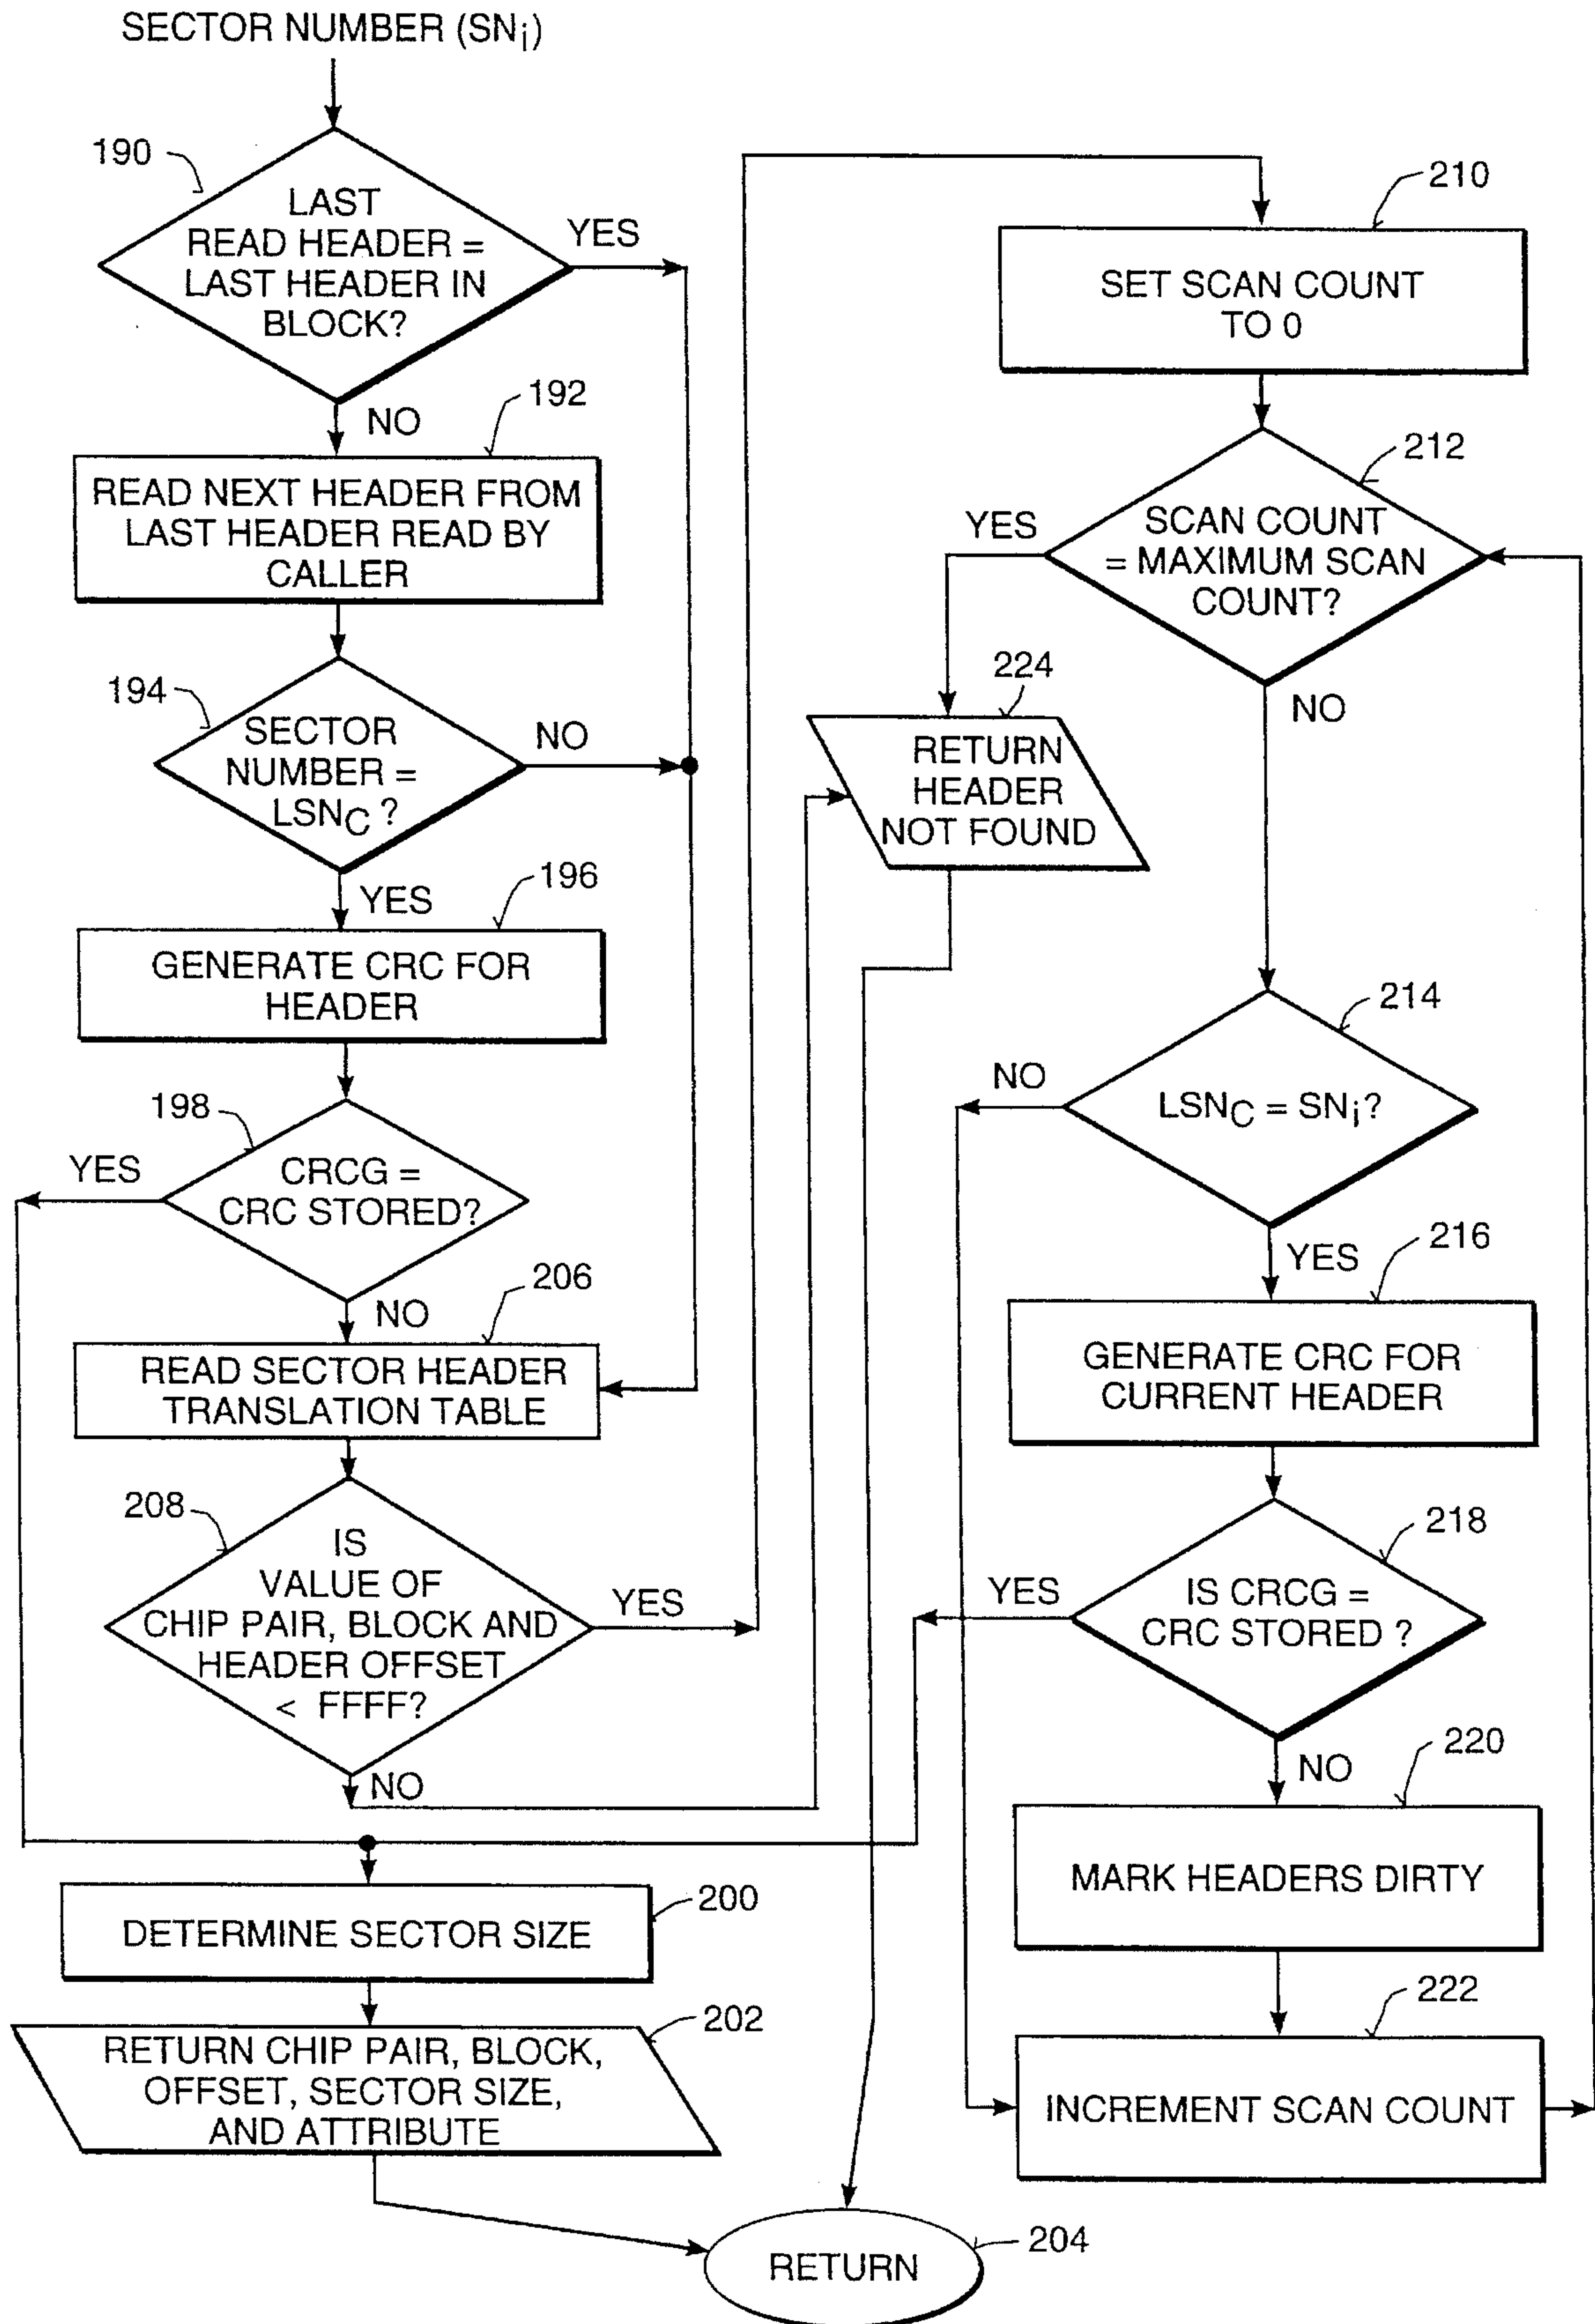 SECTOR NUMBER (SNi)
190
LAST
READ HEADER =
LAST HEADER IN
BLOCK?
YES
NO
192
READ NEXT HEADER FROM
LAST HEADER READ BY
CALLER
194
SECTOR
NUMBER =
LSNC ?
NO
YES
196
GENERATE CRC FOR
HEADER
198
CRCG =
CRC STORED?
YES
NO
206
READ SECTOR HEADER
TRANSLATION TABLE
208
IS
VALUE OF
CHIP PAIR, BLOCK AND
HEADER OFFSET
< FFFF?
YES
NO
200
DETERMINE SECTOR SIZE
202
RETURN CHIP PAIR, BLOCK,
OFFSET, SECTOR SIZE,
AND ATTRIBUTE
204
RETURN
210
SET SCAN COUNT
TO 0
212
SCAN COUNT
= MAXIMUM SCAN
COUNT?
YES
NO
224
RETURN
HEADER
NOT FOUND
214
LSNC = SNi?
NO
YES
216
GENERATE CRC FOR
CURRENT HEADER
218
IS CRCG =
CRC STORED ?
YES
NO
220
MARK HEADERS DIRTY
222
INCREMENT SCAN COUNT